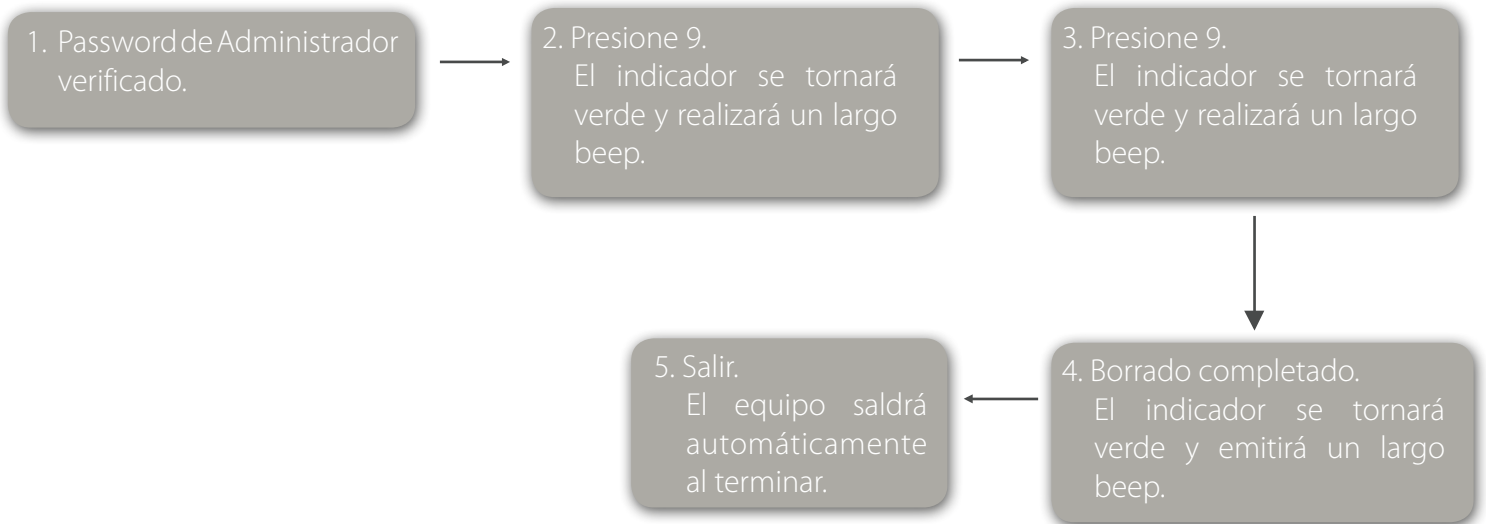 1. Password de Administrador
verificado.
2. Presione 9.
El indicador se tornará
verde y realizará un largo
beep.
3. Presione 9.
El indicador se tornará
verde y realizará un largo
beep.
4. Borrado completado.
El indicador se tornará
verde y emitirá un largo
beep.
5. Salir.
El equipo saldrá
automáticamente
al terminar.